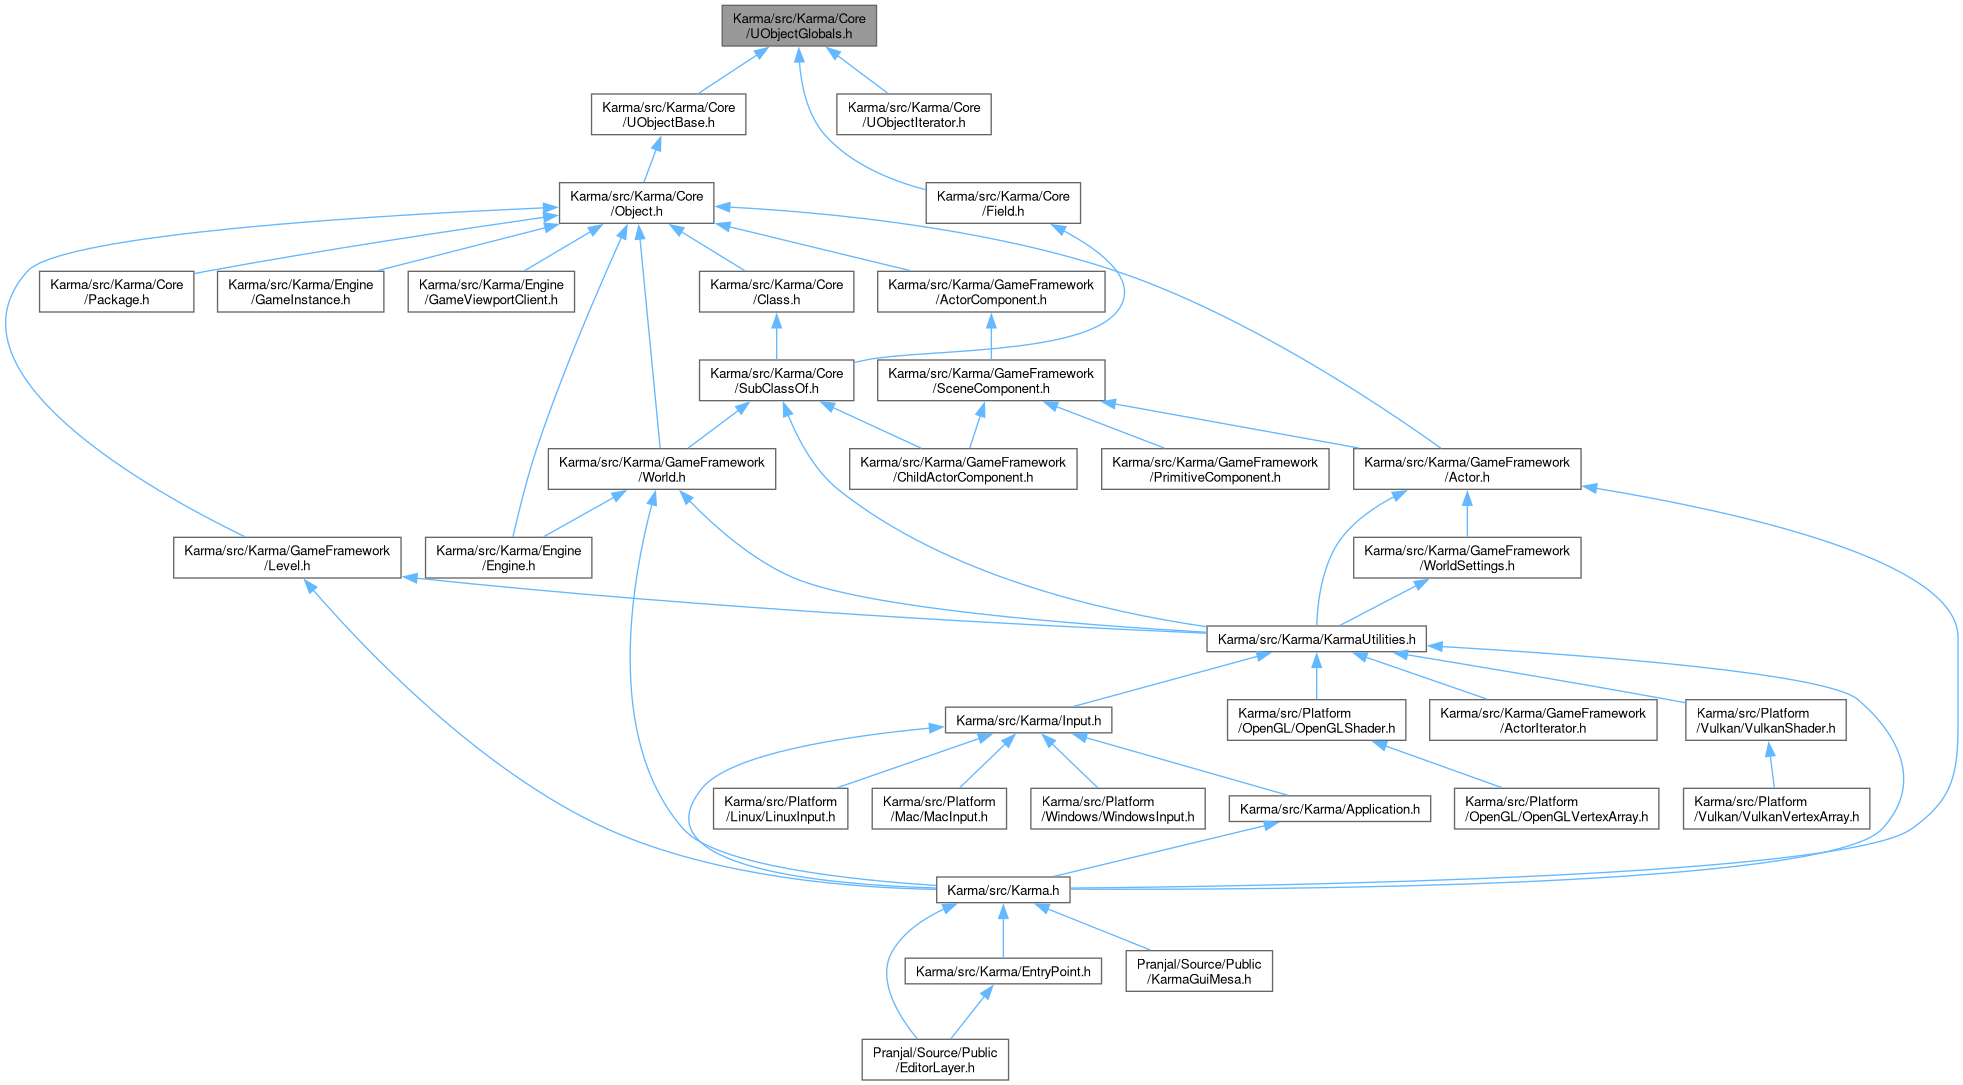 Karma/src/Karma/Core
/UObjectGlobals.h
Karma/src/Karma/Core
/UObjectBase.h
Karma/src/Karma/Core
/UObjectIterator.h
Karma/src/Karma/Core
/Object.h
Karma/src/Karma/Core
/Field.h
Karma/src/Karma/Core
/Package.h
Karma/src/Karma/Engine
/GameInstance.h
Karma/src/Karma/Engine
/GameViewportClient.h
Karma/src/Karma/Core
/Class.h
Karma/src/Karma/GameFramework
/ActorComponent.h
Karma/src/Karma/Core
/SubClassOf.h
Karma/src/Karma/GameFramework
/SceneComponent.h
Karma/src/Karma/GameFramework
/World.h
Karma/src/Karma/GameFramework
/ChildActorComponent.h
Karma/src/Karma/GameFramework
/PrimitiveComponent.h
Karma/src/Karma/GameFramework
/Actor.h
Karma/src/Karma/GameFramework
/Level.h
Karma/src/Karma/Engine
/Engine.h
Karma/src/Karma/GameFramework
/WorldSettings.h
Karma/src/Karma/KarmaUtilities.h
Karma/src/Karma/Input.h
Karma/src/Platform
/OpenGL/OpenGLShader.h
Karma/src/Karma/GameFramework
/ActorIterator.h
Karma/src/Platform
/Vulkan/VulkanShader.h
Karma/src/Platform
/Linux/LinuxInput.h
Karma/src/Platform
/Mac/MacInput.h
Karma/src/Platform
/Windows/WindowsInput.h
Karma/src/Karma/Application.h
Karma/src/Platform
/OpenGL/OpenGLVertexArray.h
Karma/src/Platform
/Vulkan/VulkanVertexArray.h
Karma/src/Karma.h
Karma/src/Karma/EntryPoint.h
Pranjal/Source/Public
/KarmaGuiMesa.h
Pranjal/Source/Public
/EditorLayer.h